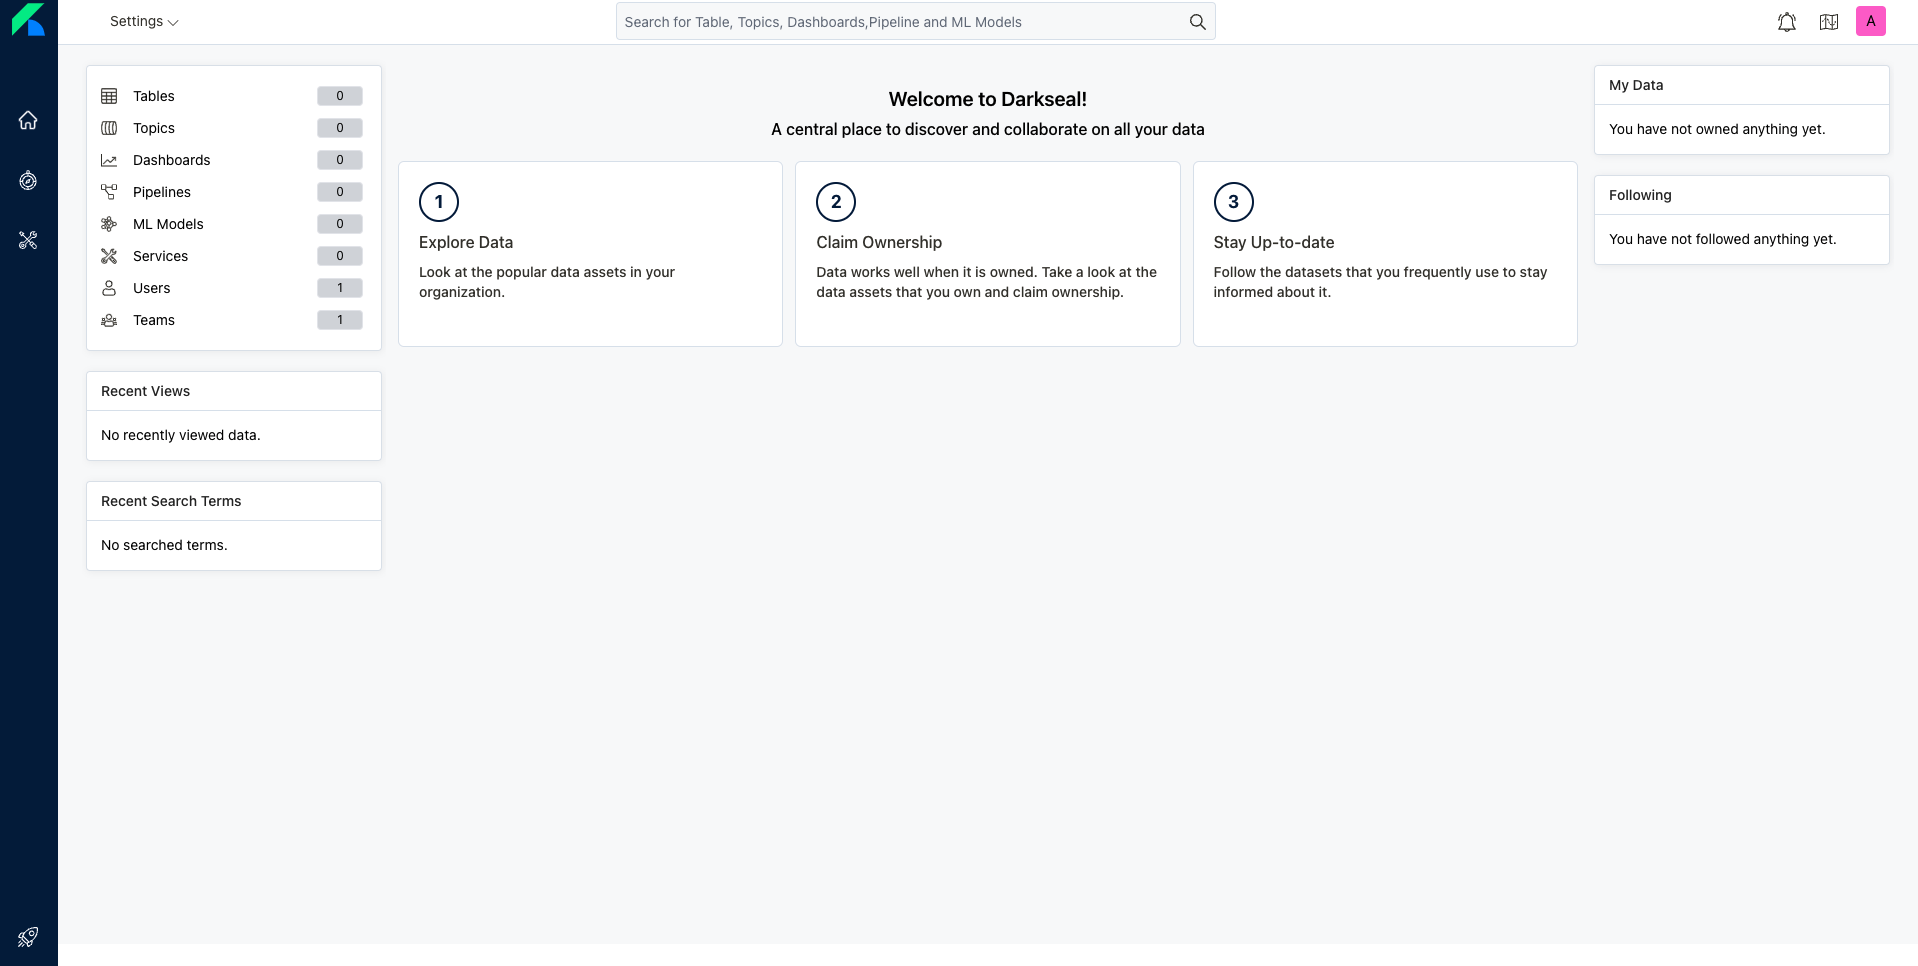 Settings
Search for Table, Topics, Dashboards,Pipeline and ML Models
A
Tables 0
Topics 0
Dashboards 0
Pipelines 0
ML Models 0
Services 0
Users 1
Teams 1
Recent Views
No recently viewed data.
Recent Search Terms
No searched terms.
Welcome to Darkseal!
A central place to discover and collaborate on all your data
1
Explore Data
Look at the popular data assets in your
organization.
2
Claim Ownership
Data works well when it is owned. Take a look at the
data assets that you own and claim ownership.
3
Stay Up-to-date
Follow the datasets that you frequently use to stay
informed about it.
My Data
You have not owned anything yet.
Following
You have not followed anything yet.